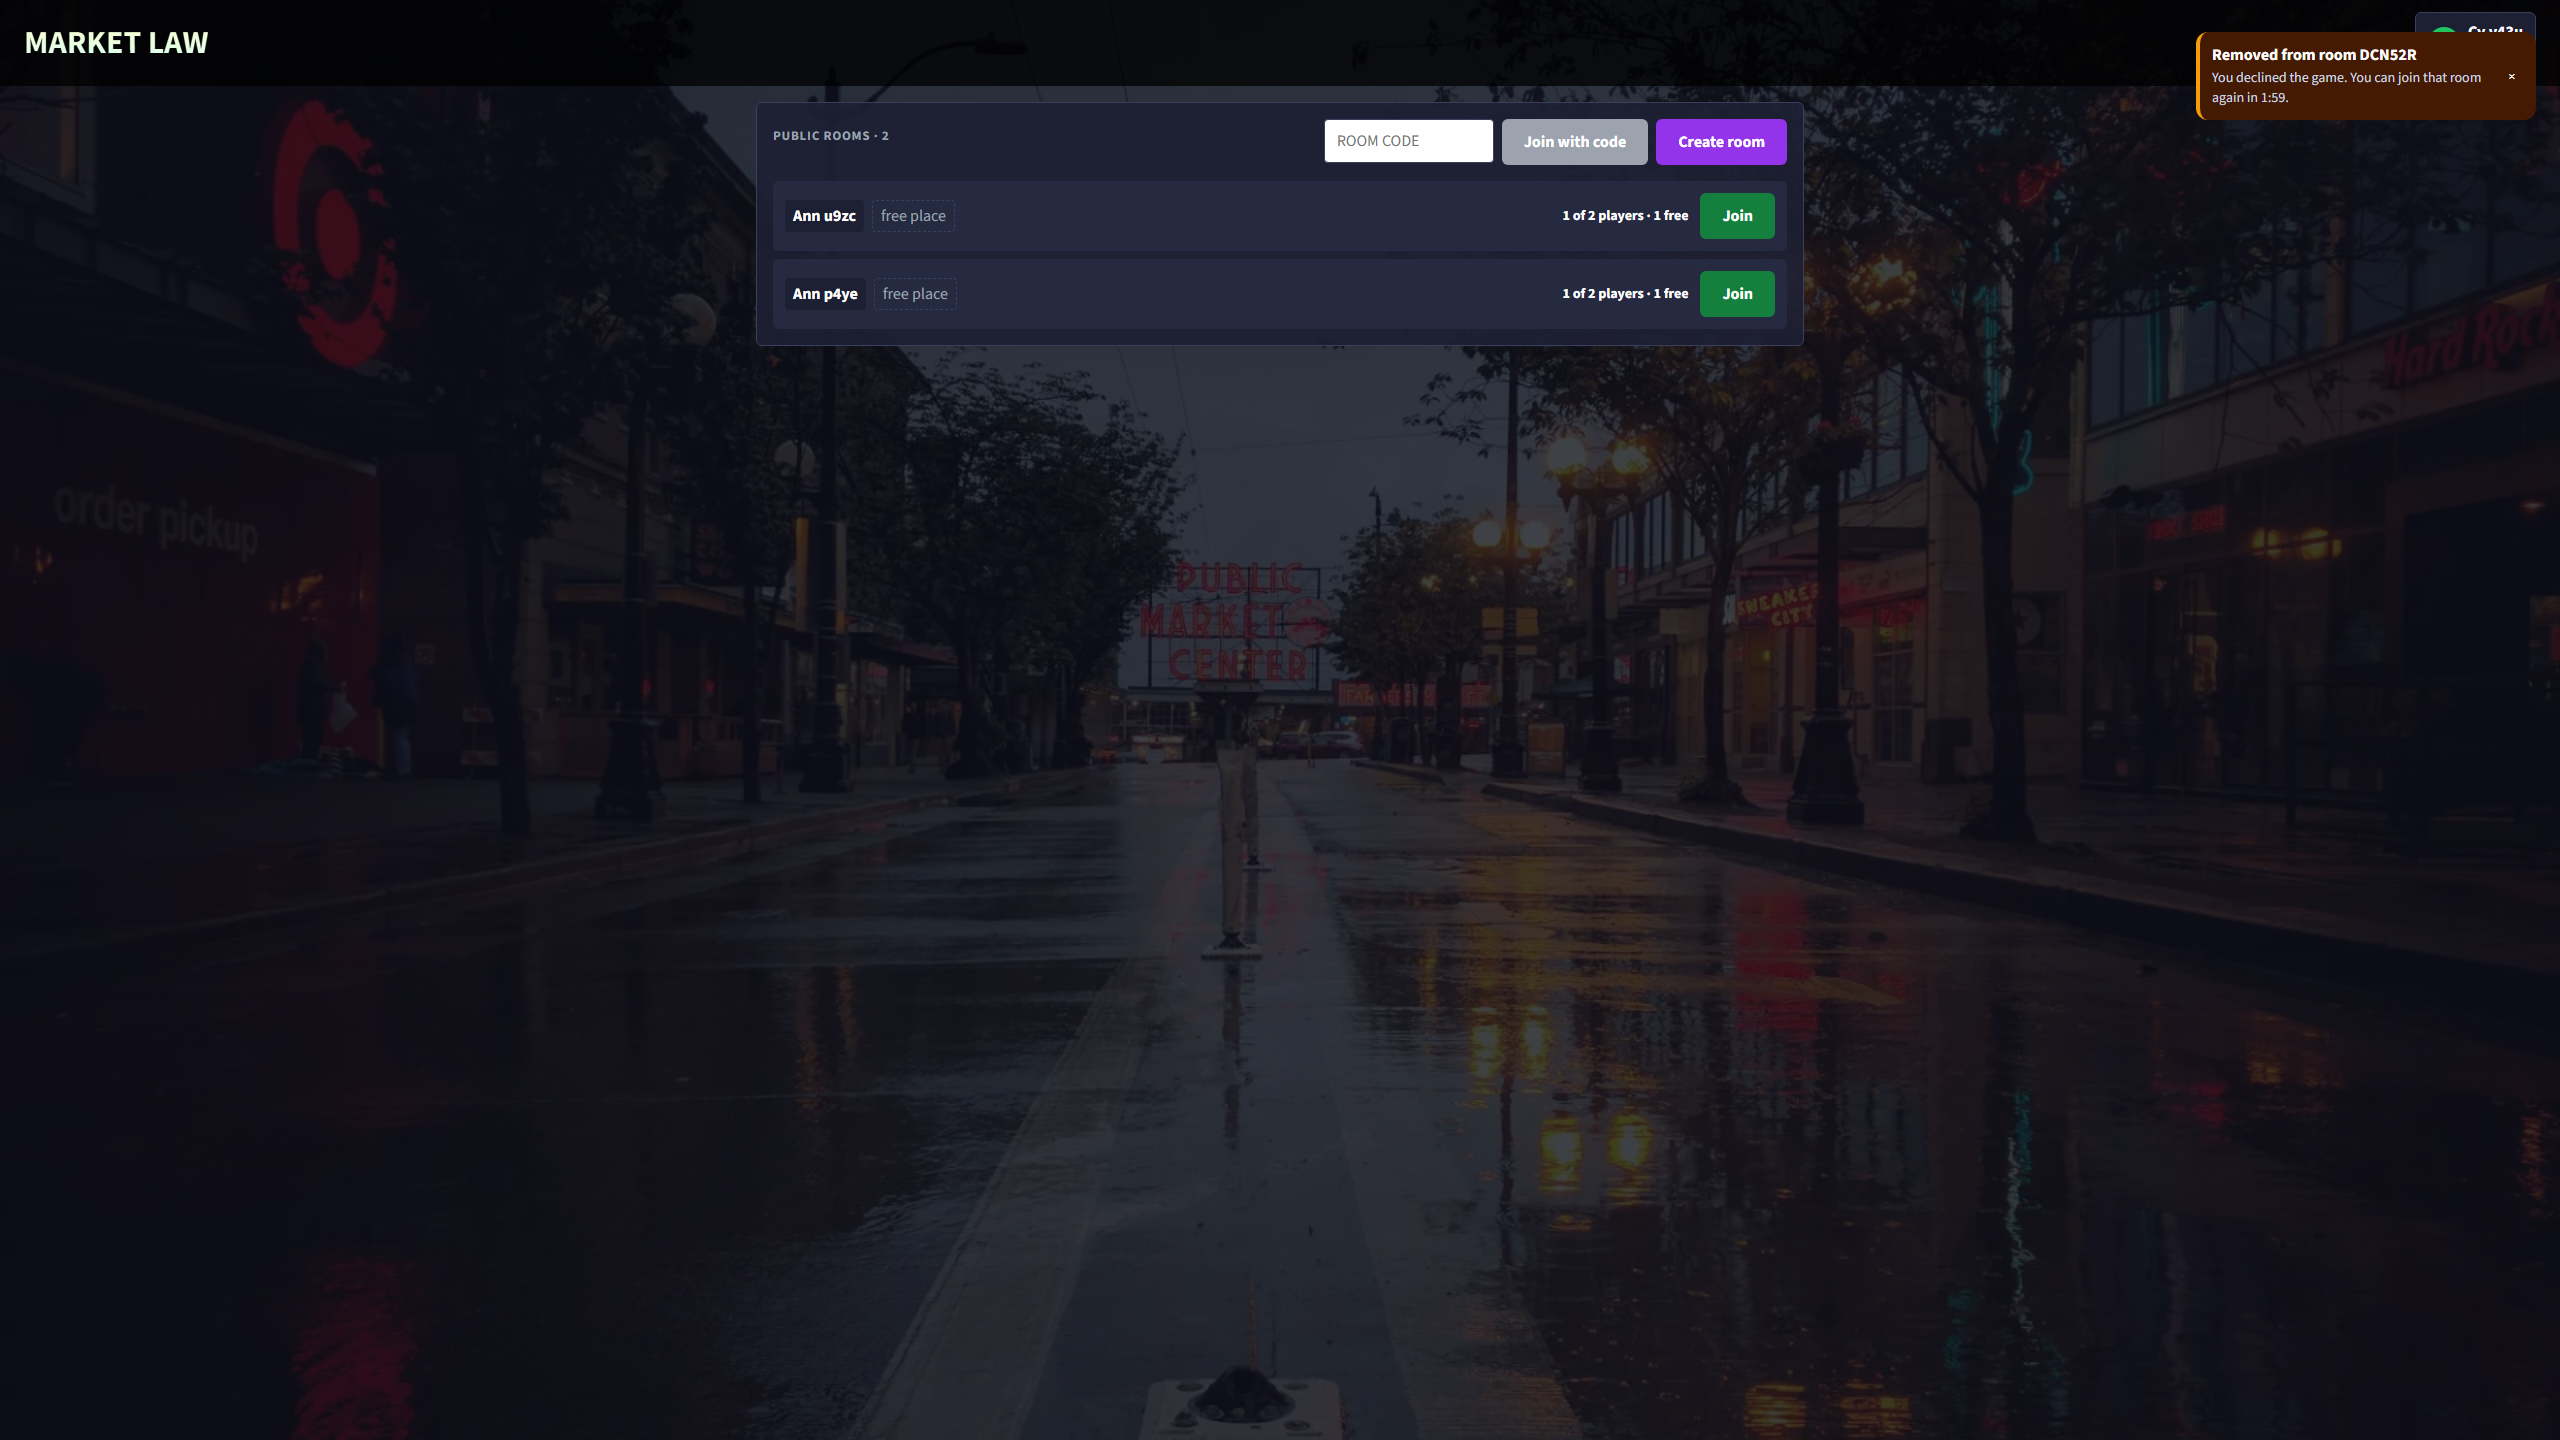 MARKET LAW
Removed from room DCN52R
You declined the game. You can join that room
again in 1:59.
×
PUBLIC ROOMS · 2
ROOM CODE
Join with code
Create room
Ann u9zc
free place
1 of 2 players · 1 free
Join
Ann p4ye
free place
1 of 2 players · 1 free
Join
order pickup
Hard Rock
PUBLIC
MARKET
CENTER
SNEAKER
CITY